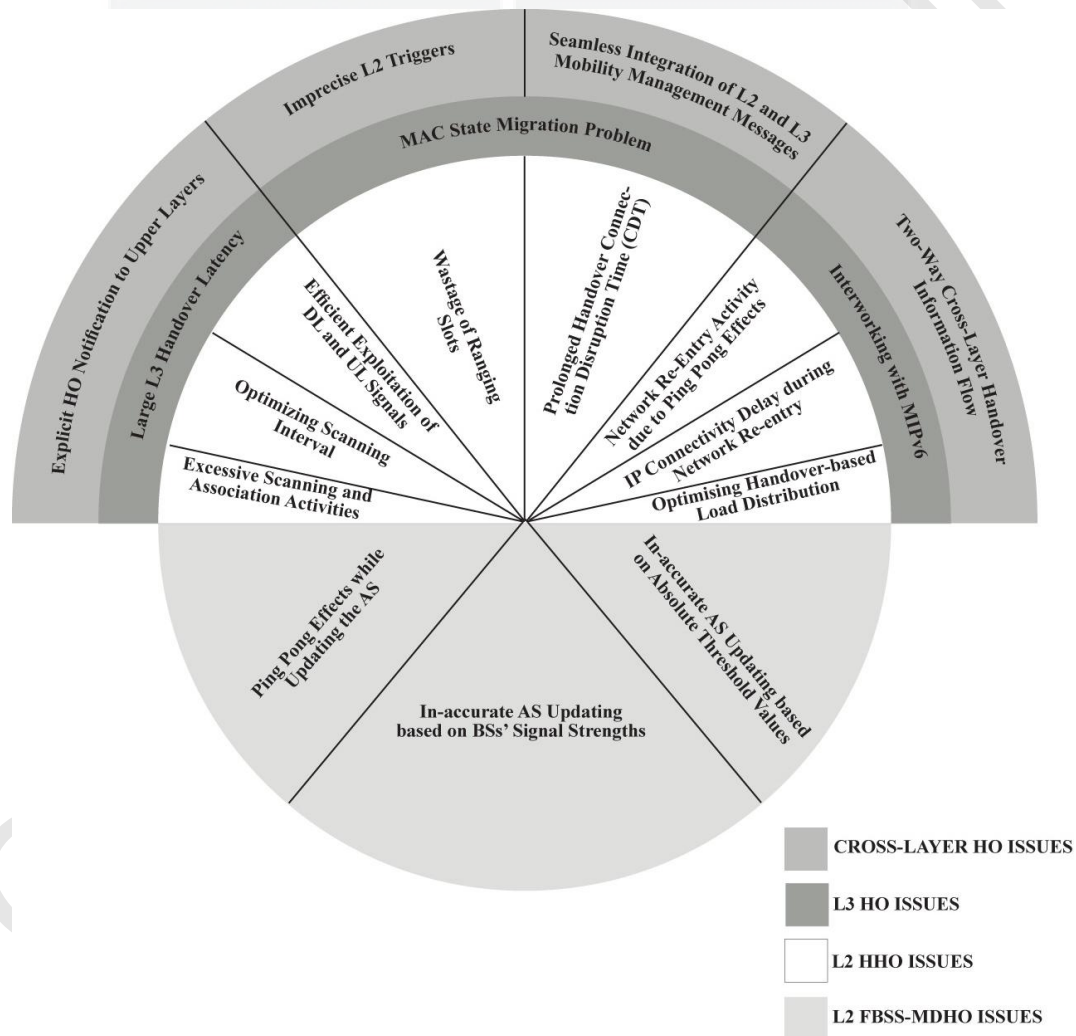 Explicit HO Notification to Upper Layers
Imprecise L2 Triggers
Seamless Integration of L2 and L3
Mobility Management Messages
Two-Way Cross-Layer Handover
Information Flow
Large L3 Handover Latency
MAC State Migration Problem
Interworking with MIPv6
Excessive Scanning and
Association Activities
Optimizing Scanning
Interval
Efficient Exploitation of
DL and UL Signals
Wastage of Ranging
Slots
Prolonged Handover Connec-
tion Disruption Time (CDT)
Network Re-Entry Activity
due to Ping Pong Effects
IP Connectivity Delay during
Network Re-entry
Optimising Handover-based
Load Distribution
Ping Pong Effects while
Updating the AS
In-accurate AS Updating
based on BSs' Signal Strengths
In-accurate AS Updating based
on Absolute Threshold Values
CROSS-LAYER HO ISSUES
L3 HO ISSUES
L2 HHO ISSUES
L2 FBSS-MDHO ISSUES